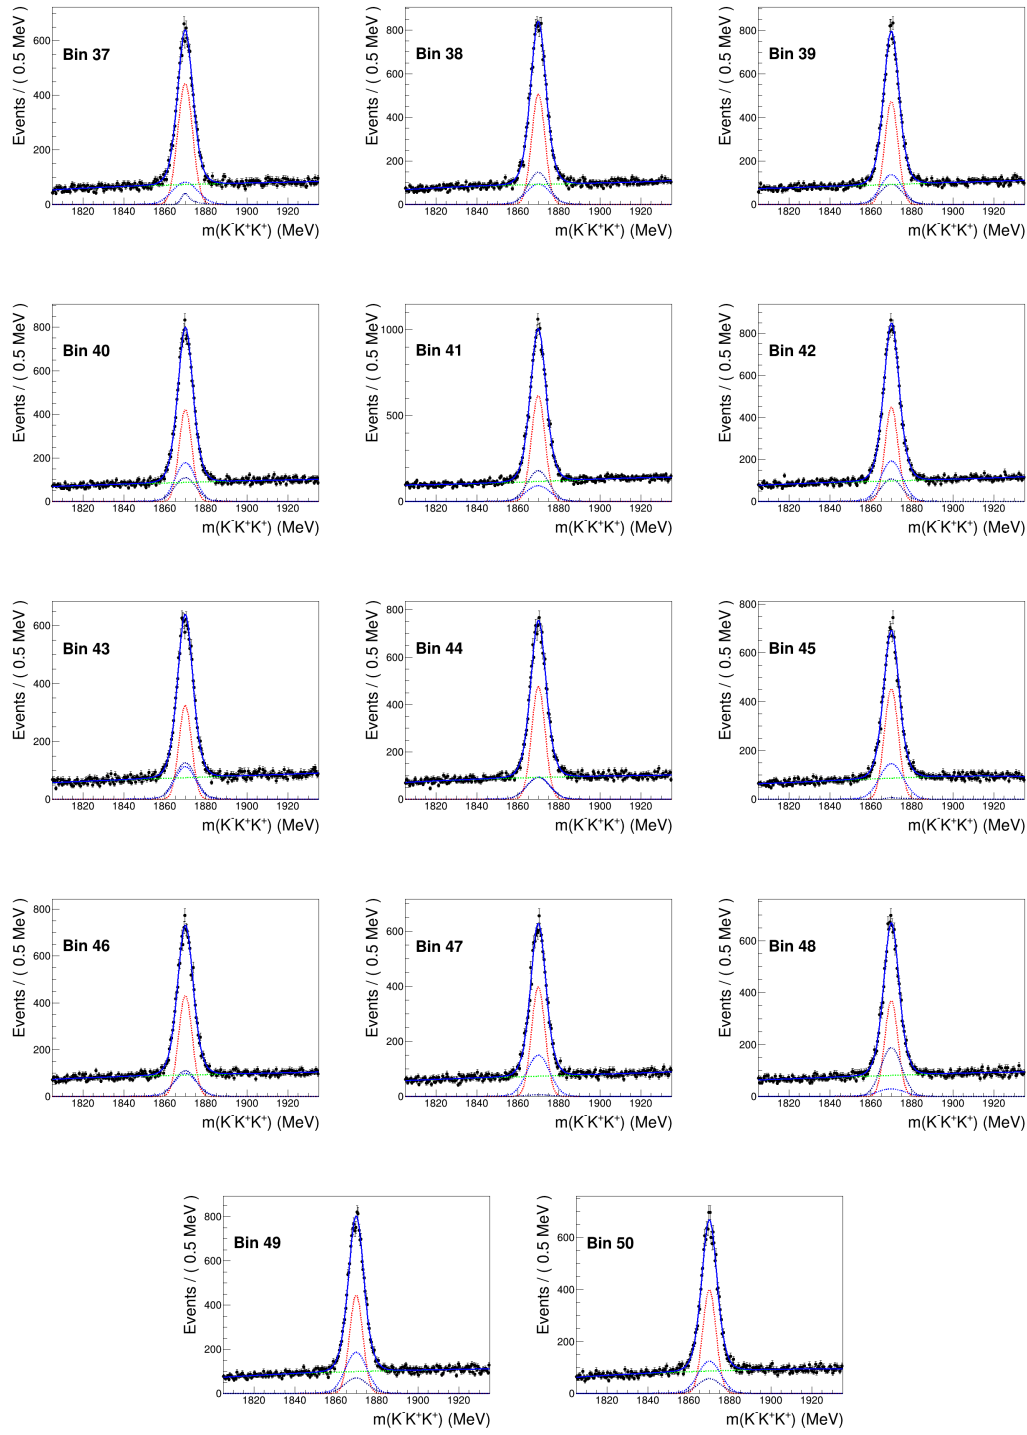 Events / ( 0.5 MeV )
600
400
200
0
Bin 37
1820 1840 1860 1880 1900 1920
m(K⁻K⁺K⁺) (MeV)
Events / ( 0.5 MeV )
800
600
400
200
0
Bin 38
1820 1840 1860 1880 1900 1920
m(K⁻K⁺K⁺) (MeV)
Events / ( 0.5 MeV )
800
600
400
200
0
Bin 39
1820 1840 1860 1880 1900 1920
m(K⁻K⁺K⁺) (MeV)
Events / ( 0.5 MeV )
800
600
400
200
0
Bin 40
1820 1840 1860 1880 1900 1920
m(K⁻K⁺K⁺) (MeV)
Events / ( 0.5 MeV )
1000
500
0
Bin 41
1820 1840 1860 1880 1900 1920
m(K⁻K⁺K⁺) (MeV)
Events / ( 0.5 MeV )
800
600
400
200
0
Bin 42
1820 1840 1860 1880 1900 1920
m(K⁻K⁺K⁺) (MeV)
Events / ( 0.5 MeV )
600
400
200
0
Bin 43
1820 1840 1860 1880 1900 1920
m(K⁻K⁺K⁺) (MeV)
Events / ( 0.5 MeV )
800
600
400
200
0
Bin 44
1820 1840 1860 1880 1900 1920
m(K⁻K⁺K⁺) (MeV)
Events / ( 0.5 MeV )
800
600
400
200
0
Bin 45
1820 1840 1860 1880 1900 1920
m(K⁻K⁺K⁺) (MeV)
Events / ( 0.5 MeV )
800
600
400
200
0
Bin 46
1820 1840 1860 1880 1900 1920
m(K⁻K⁺K⁺) (MeV)
Events / ( 0.5 MeV )
600
400
200
0
Bin 47
1820 1840 1860 1880 1900 1920
m(K⁻K⁺K⁺) (MeV)
Events / ( 0.5 MeV )
600
400
200
0
Bin 48
1820 1840 1860 1880 1900 1920
m(K⁻K⁺K⁺) (MeV)
Events / ( 0.5 MeV )
800
600
400
200
0
Bin 49
1820 1840 1860 1880 1900 1920
m(K⁻K⁺K⁺) (MeV)
Events / ( 0.5 MeV )
600
400
200
0
Bin 50
1820 1840 1860 1880 1900 1920
m(K⁻K⁺K⁺) (MeV)